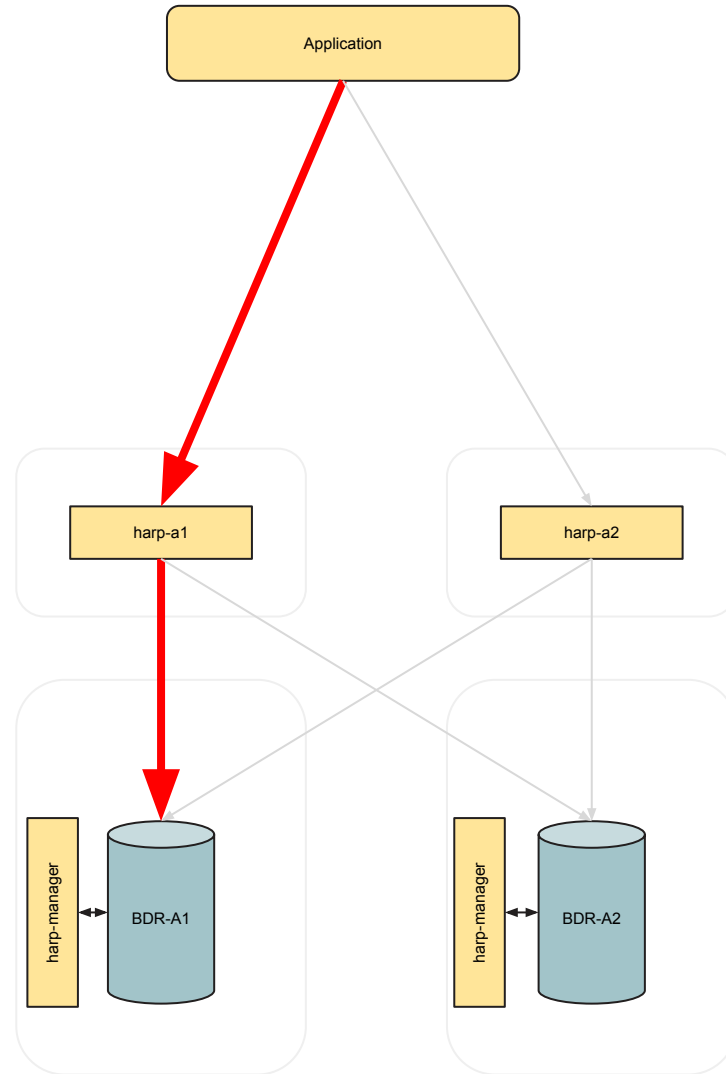 Application
harp-a1
harp-a2
harp-manager
BDR-A1
harp-manager
BDR-A2